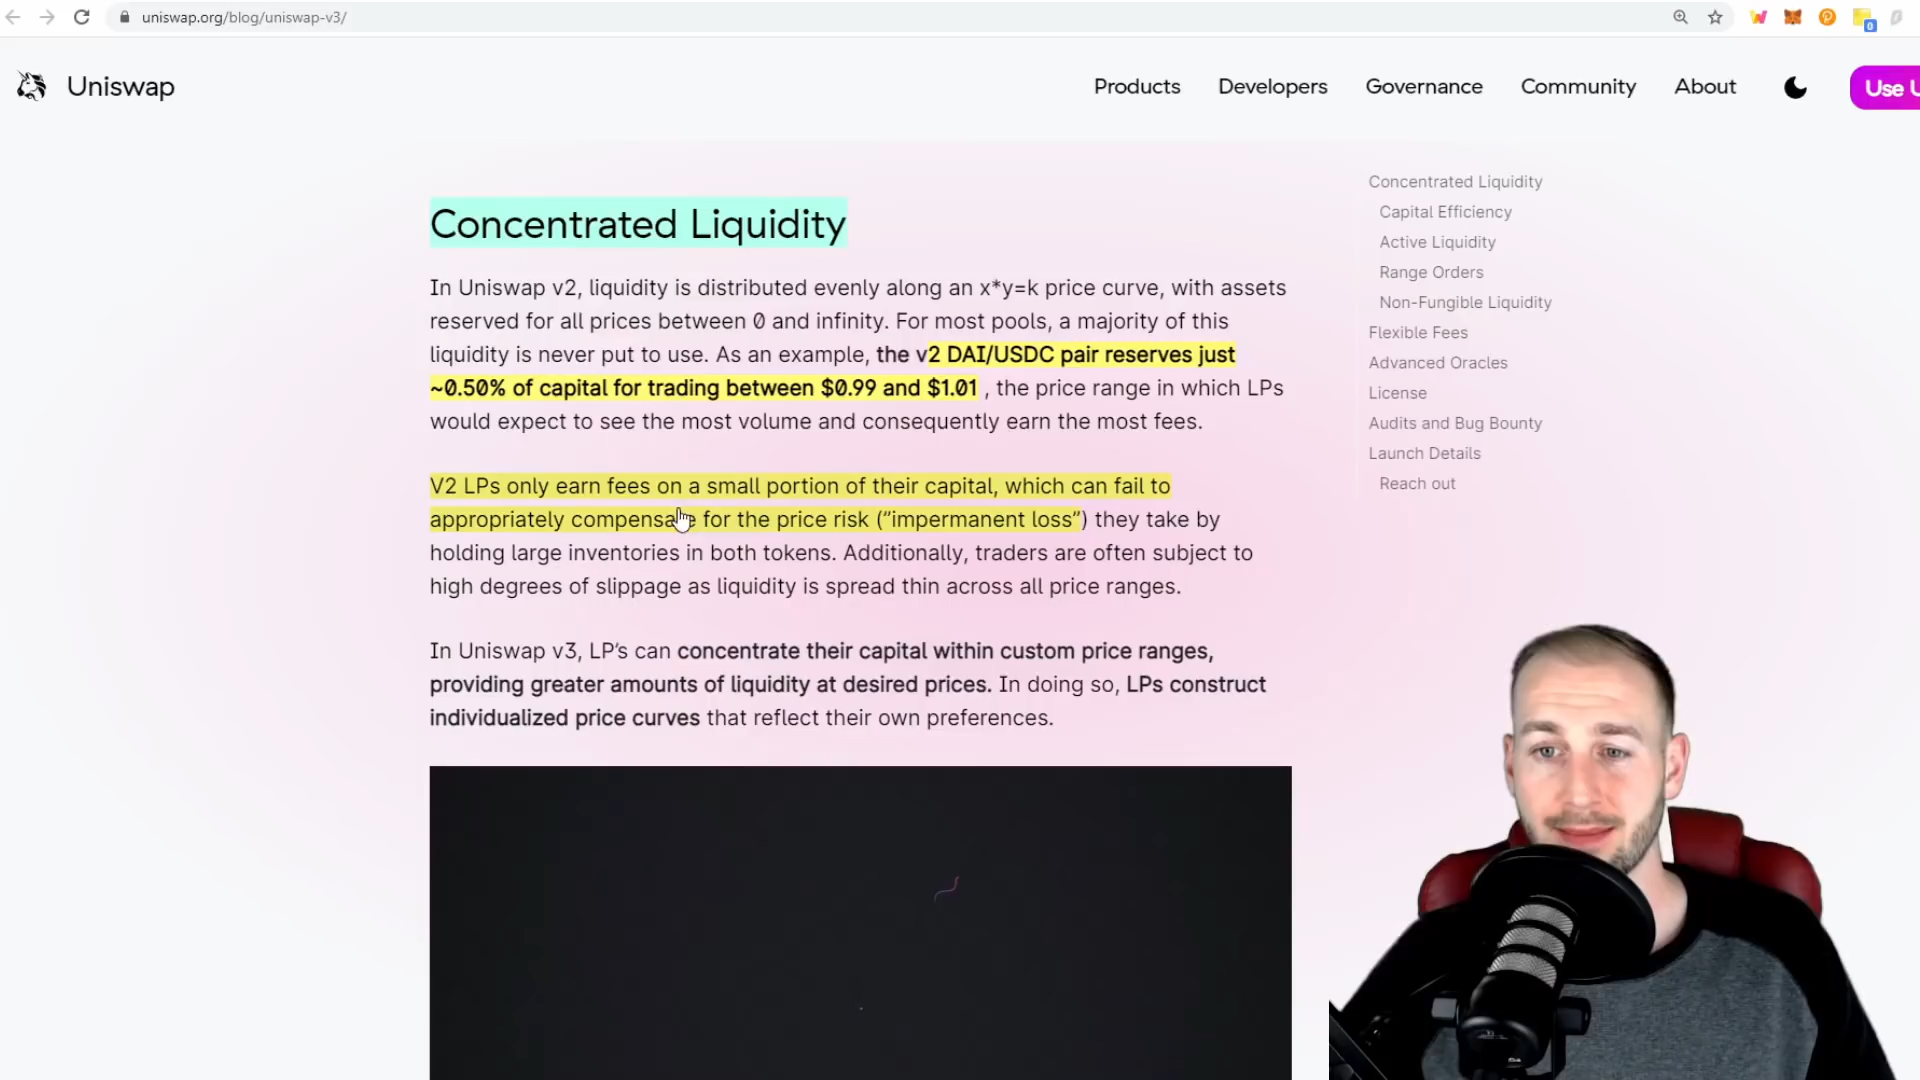 uniswap.org/blog/uniswap-v3/
0
Uniswap
Products
Developers
Governance
Community
About
Use U
Concentrated Liquidity
In Uniswap v2, liquidity is distributed evenly along an x*y=k price curve, with assets
reserved for all prices between 0 and infinity. For most pools, a majority of this
liquidity is never put to use. As an example, the v2 DAI/USDC pair reserves just
~0.50% of capital for trading between $0.99 and $1.01 , the price range in which LPs
would expect to see the most volume and consequently earn the most fees.
V2 LPs only earn fees on a small portion of their capital, which can fail to
appropriately compensate for the price risk (”impermanent loss”) they take by
holding large inventories in both tokens. Additionally, traders are often subject to
high degrees of slippage as liquidity is spread thin across all price ranges.
In Uniswap v3, LP’s can concentrate their capital within custom price ranges,
providing greater amounts of liquidity at desired prices. In doing so, LPs construct
individualized price curves that reflect their own preferences.
Concentrated Liquidity
Capital Efficiency
Active Liquidity
Range Orders
Non-Fungible Liquidity
Flexible Fees
Advanced Oracles
License
Audits and Bug Bounty
Launch Details
Reach out